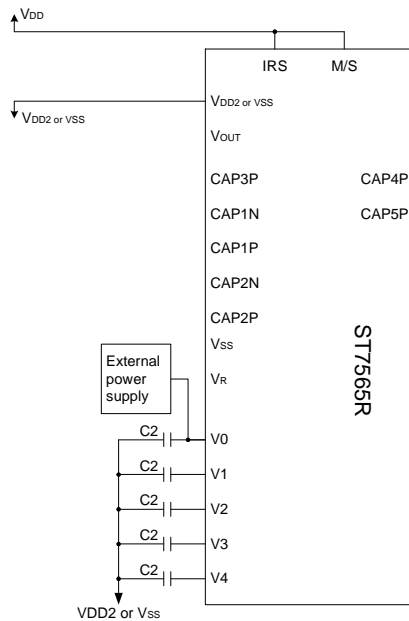 VDD
IRS M/S
VDD2 or VSS
VDD2 or VSS
VOUT
CAP3P CAP4P
CAP1N CAP5P
CAP1P
CAP2N
CAP2P
VSS
ST7565R
External
power
supply
VR
C2 V0
C2 V1
C2 V2
C2 V3
C2 V4
VDD2 or VSS